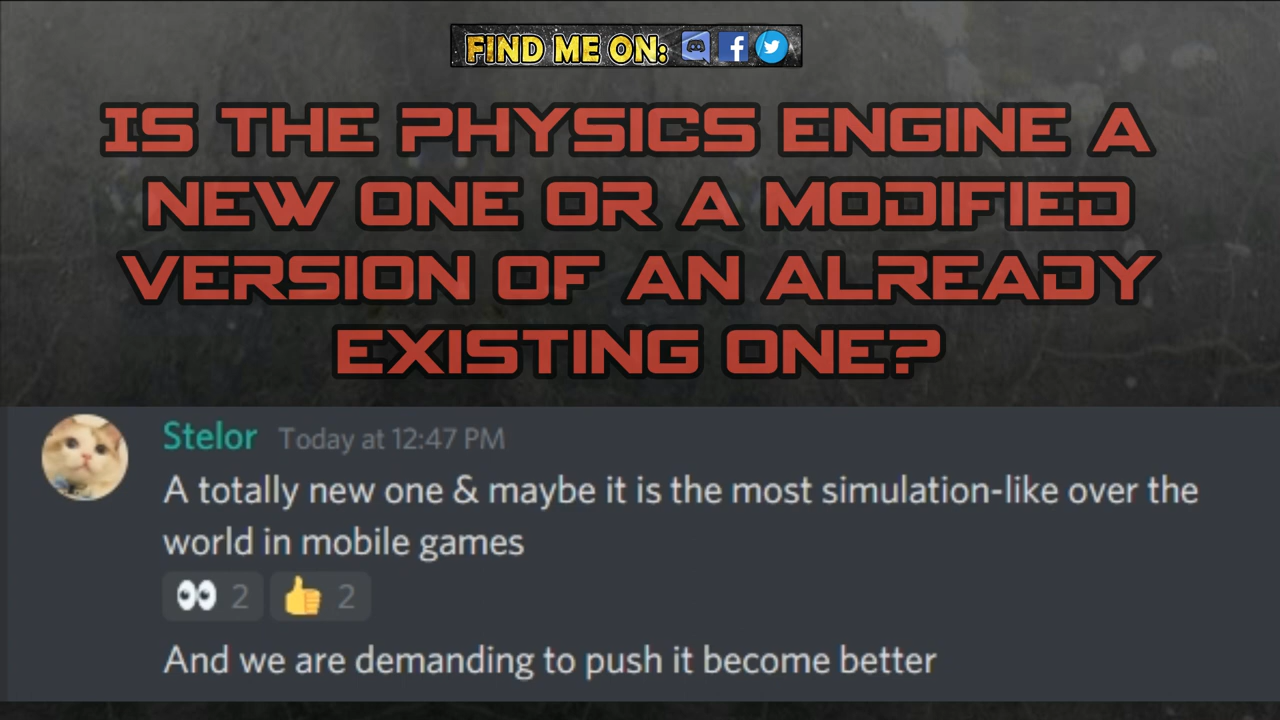 FIND ME ON:
IS THE PHYSICS ENGINE A
NEW ONE OR A MODIFIED
VERSION OF AN ALREADY
EXISTING ONE?
Stelor Today at 12:47 PM
A totally new one & maybe it is the most simulation-like over the
world in mobile games
2 2
And we are demanding to push it become better